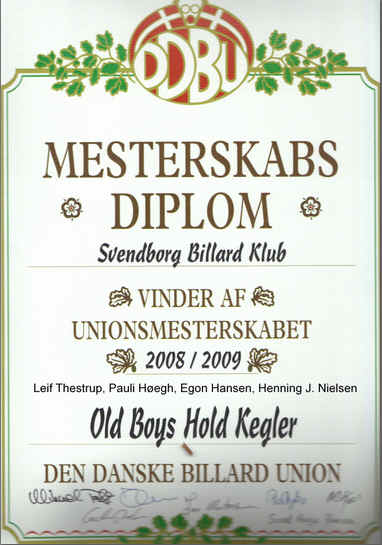 DDBU
MESTERSKABS
DIPLOM
Svendborg Billard Klub
VINDER AF
UNIONSMESTERSKABET
2008 / 2009
Leif Thestrup, Pauli Høegh, Egon Hansen, Henning J. Nielsen
Old Boys Hold Kegler
DEN DANSKE BILLARD UNION